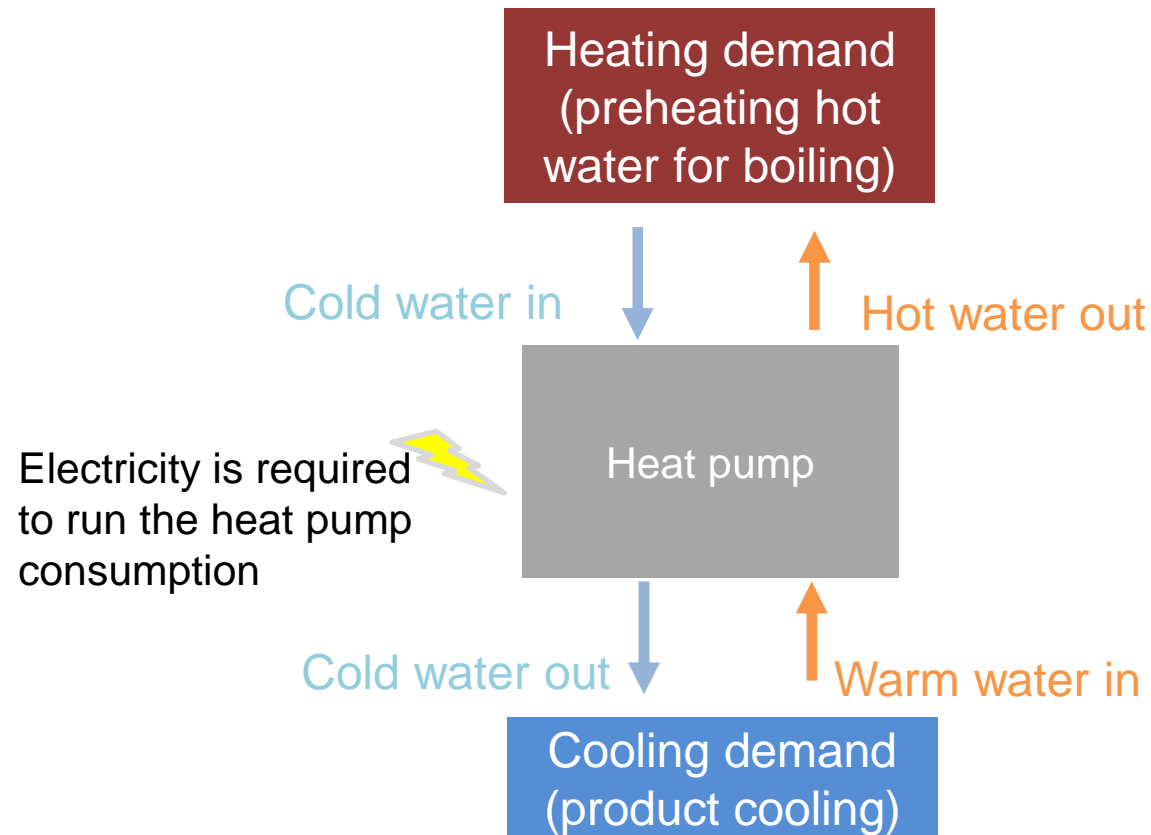 Heating demand
(preheating hot
water for boiling)
Cold water in
Hot water out
Electricity is required
to run the heat pump
consumption
Heat pump
Cold water out
Warm water in
Cooling demand
(product cooling)